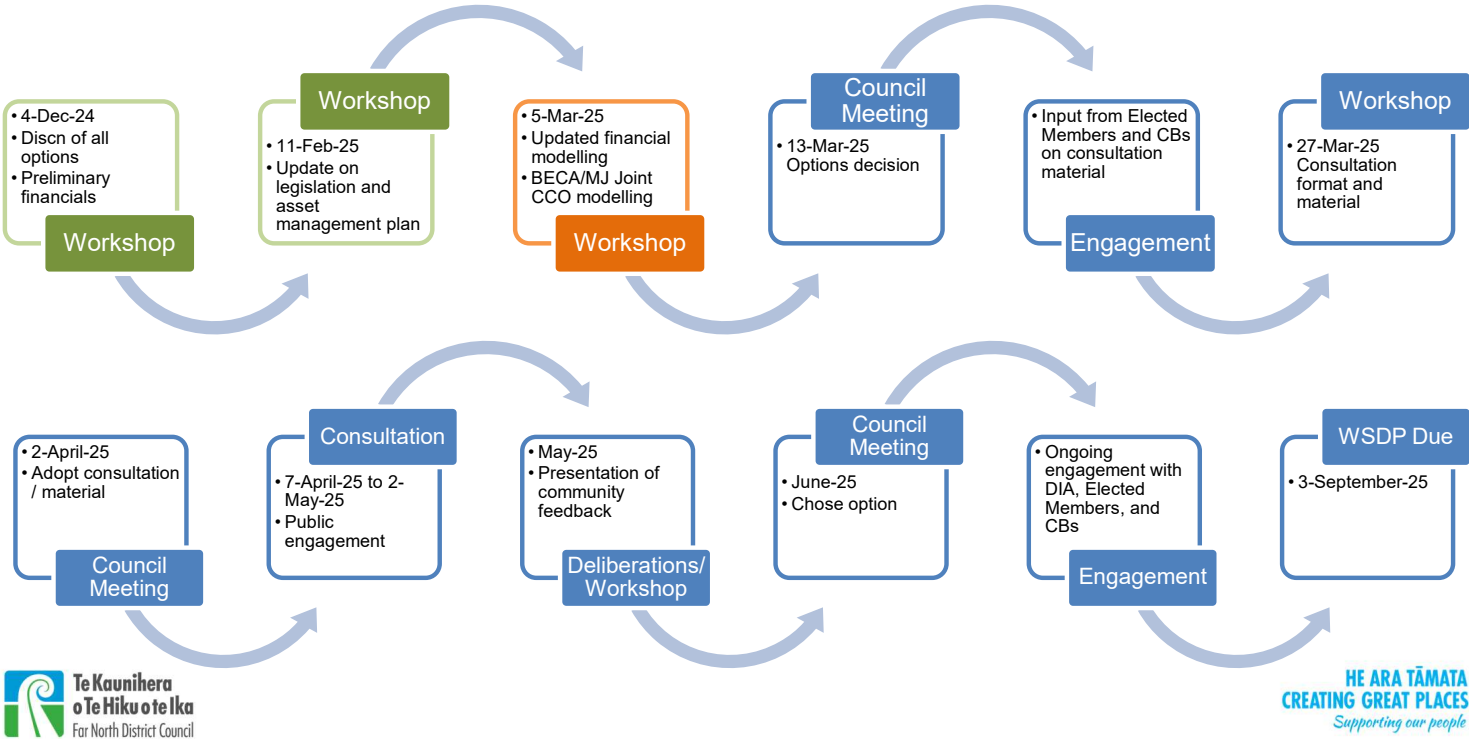 • 4-Dec-24
• Discn of all
options
• Preliminary
financials
Workshop
Workshop
• 11-Feb-25
• Update on
legislation and
asset
management plan
• 5-Mar-25
• Updated financial
modelling
• BECA/MJ Joint
CCO modelling
Workshop
Council
Meeting
• 13-Mar-25
Options decision
• Input from Elected
Members and CBs
on consultation
material
Engagement
Workshop
• 27-Mar-25
Consultation
format and
material
• 2-April-25
• Adopt consultation
/ material
Council
Meeting
Consultation
• 7-April-25 to 2-
May-25
• Public
engagement
• May-25
• Presentation of
community
feedback
Deliberations/
Workshop
Council
Meeting
• June-25
• Chose option
• Ongoing
engagement with
DIA, Elected
Members, and
CBs
Engagement
WSDP Due
• 3-September-25
Te Kaunihera
o Te Hiku o te Ika
Far North District Council
HE ARA TĀMATA
CREATING GREAT PLACES
Supporting our people